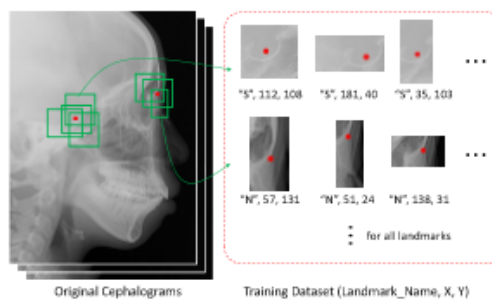 "S", 112, 108 "S", 181, 40 "S", 35, 103
"N", 57, 131 "N", 51, 24 "N", 138, 31
for all landmarks
Original Cephalograms Training Dataset (Landmark_Name, X, Y)